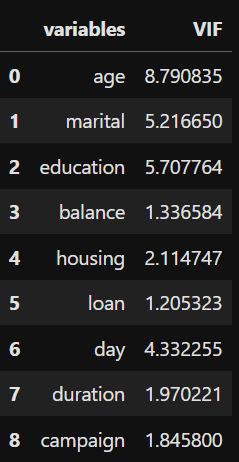 variables VIF
0 age 8.790835
1 marital 5.216650
2 education 5.707764
3 balance 1.336584
4 housing 2.114747
5 loan 1.205323
6 day 4.332255
7 duration 1.970221
8 campaign 1.845800